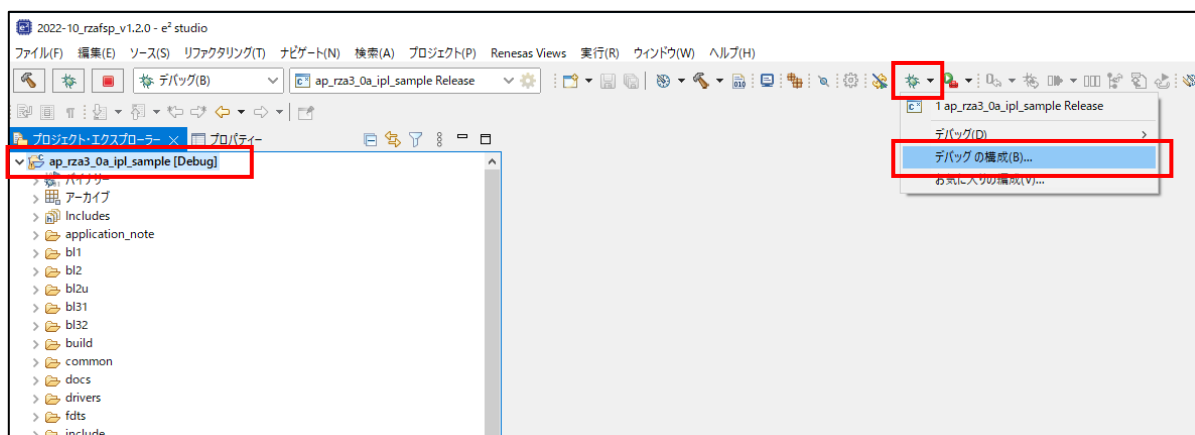 2022-10_rzafsp_v1.2.0 - e² studio
ファイル(F) 編集(E) ソース(S) リファクタリング(T) ナビゲート(N) 検索(A) プロジェクト(P) Renesas Views 実行(R) ウィンドウ(W) ヘルプ(H)
デバッグ(B) ap_rza3_0a_ipl_sample Release
1 ap_rza3_0a_ipl_sample Release
デバッグ(D)
デバッグ の構成(B)...
お気に入りの構成(V)...
プロジェクト・エクスプローラー プロパティー
ap_rza3_0a_ipl_sample [Debug]
バイナリー
アーカイブ
Includes
application_note
bl1
bl2
bl2u
bl31
bl32
build
common
docs
drivers
fdts
include